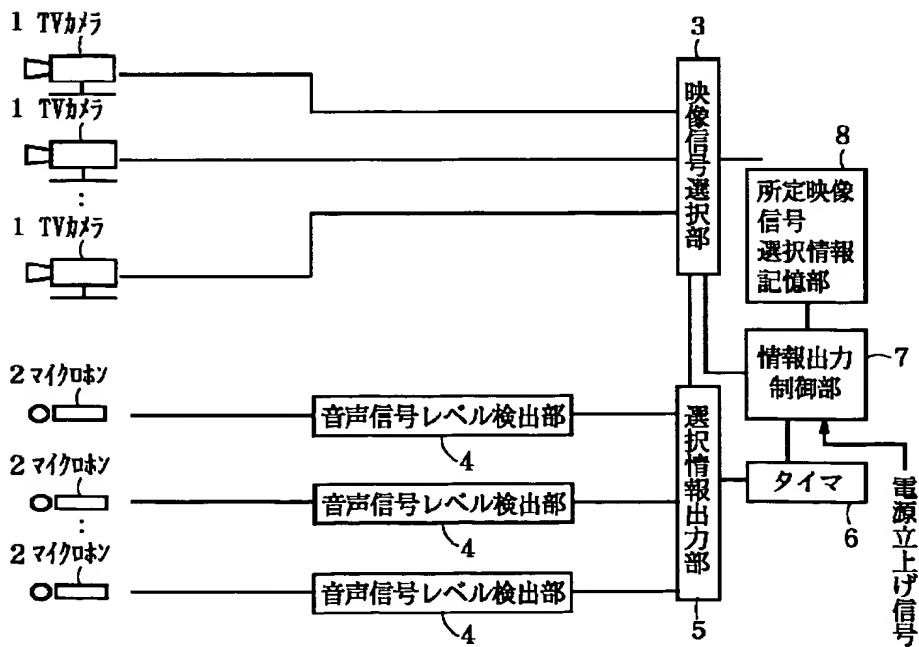 1 TVカメラ
1 TVカメラ
:
1 TVカメラ
3
映像信号選択部
8
所定映像
信号
選択情報
記憶部
情報出力
制御部
7
2 マイクロホン
音声信号レベル検出部
4
2 マイクロホン
:
音声信号レベル検出部
4
2 マイクロホン
音声信号レベル検出部
4
選択情報出力部
5
タイマ
6
電源立上げ信号